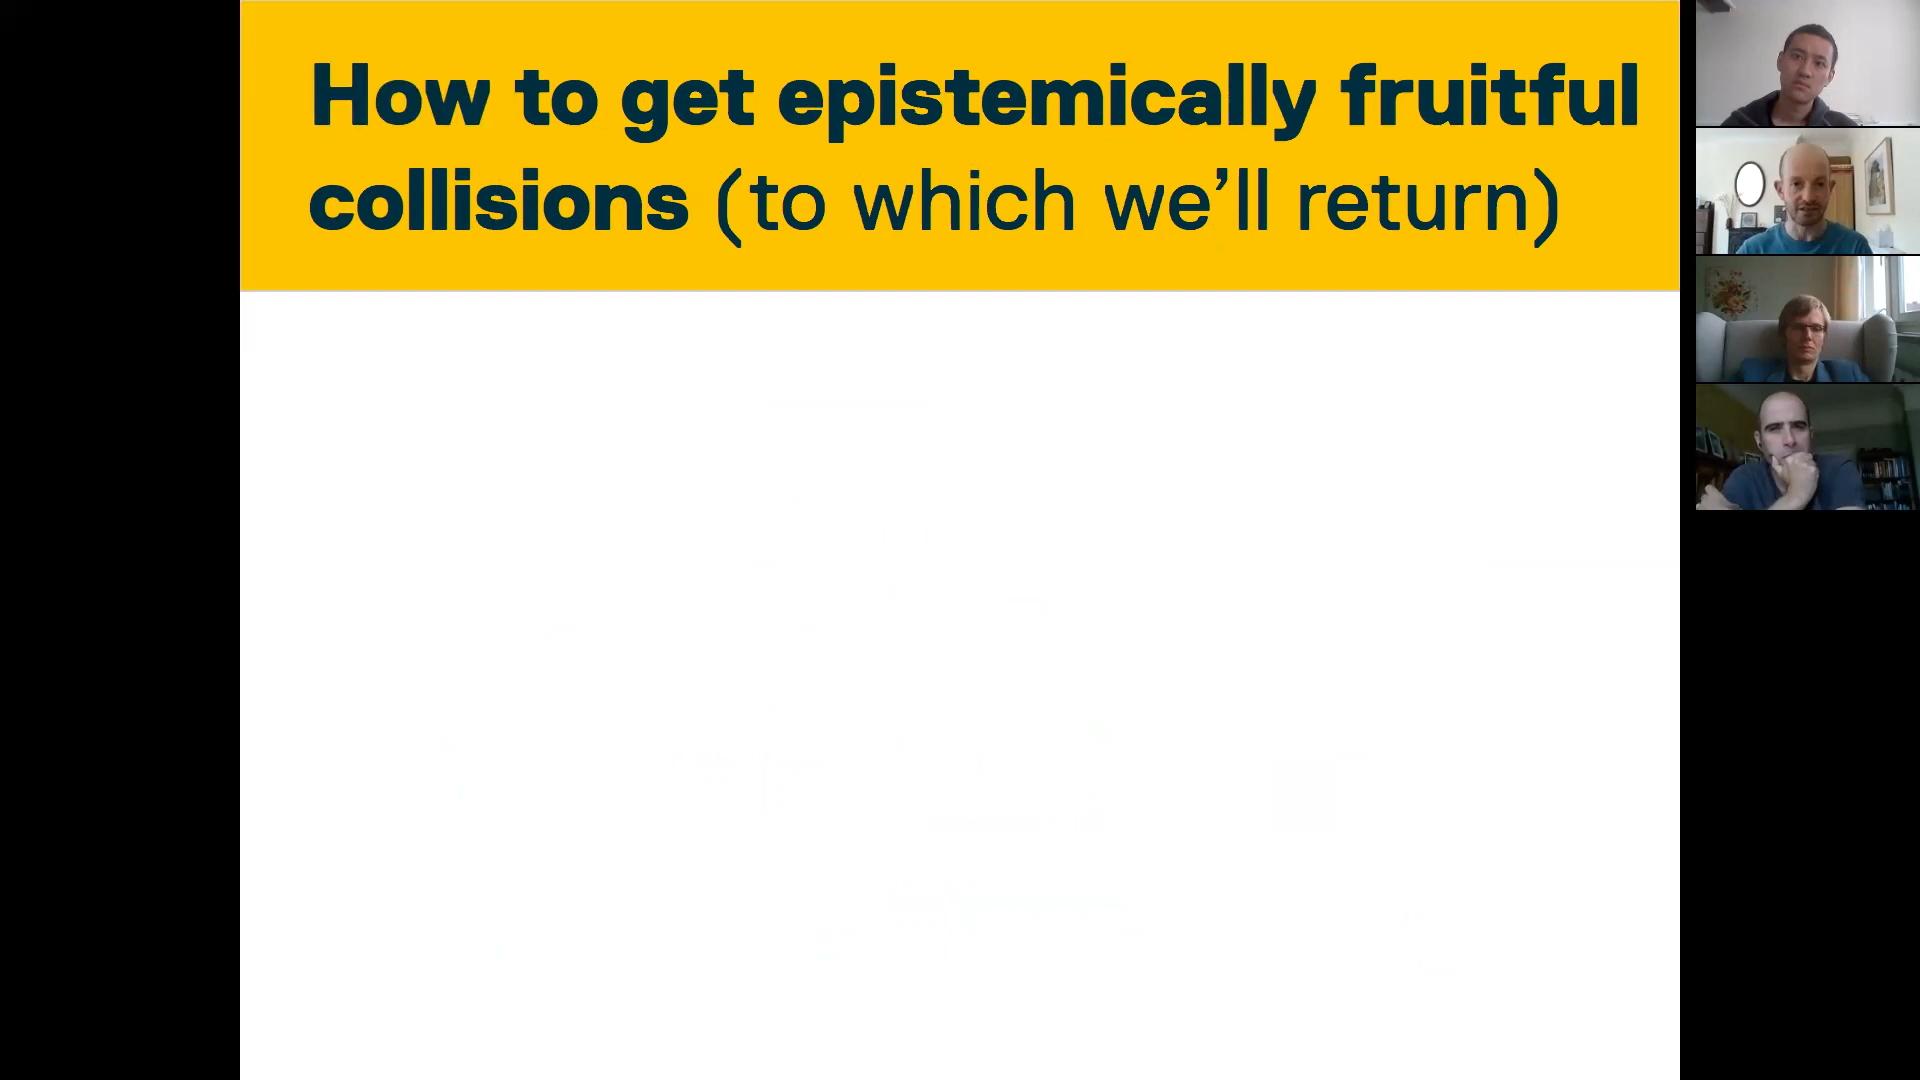 How to get epistemically fruitful
collisions (to which we’ll return)